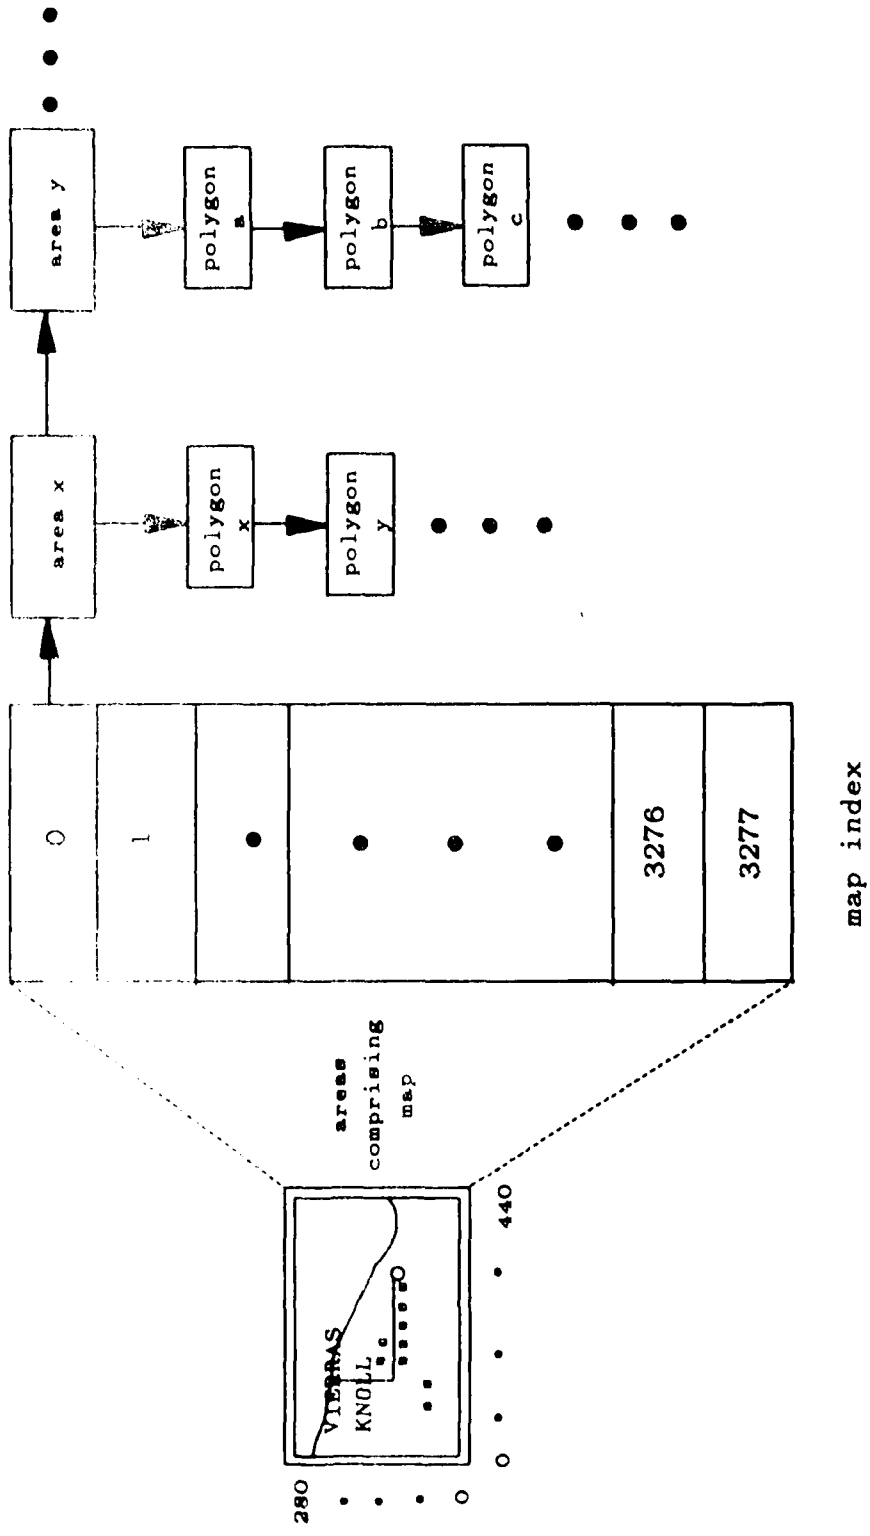 280
0
0
440
VIERRAS
KNOLL
areas
comprising
map
0
1
3276
3277
map index
area x
polygon
x
polygon
y
area y
polygon
a
polygon
b
polygon
c